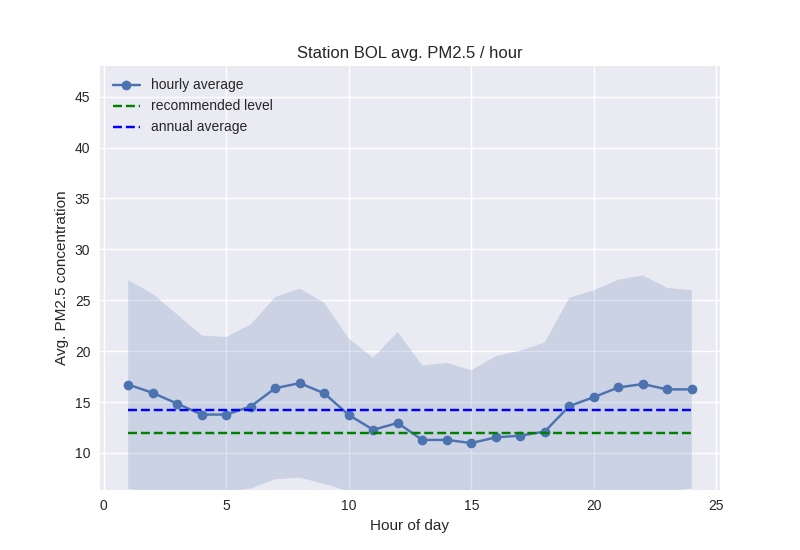 Station BOL avg. PM2.5 / hour
hourly average
recommended level
annual average
Avg. PM2.5 concentration
45
40
35
30
25
20
15
10
0 5 10 15 20 25
Hour of day